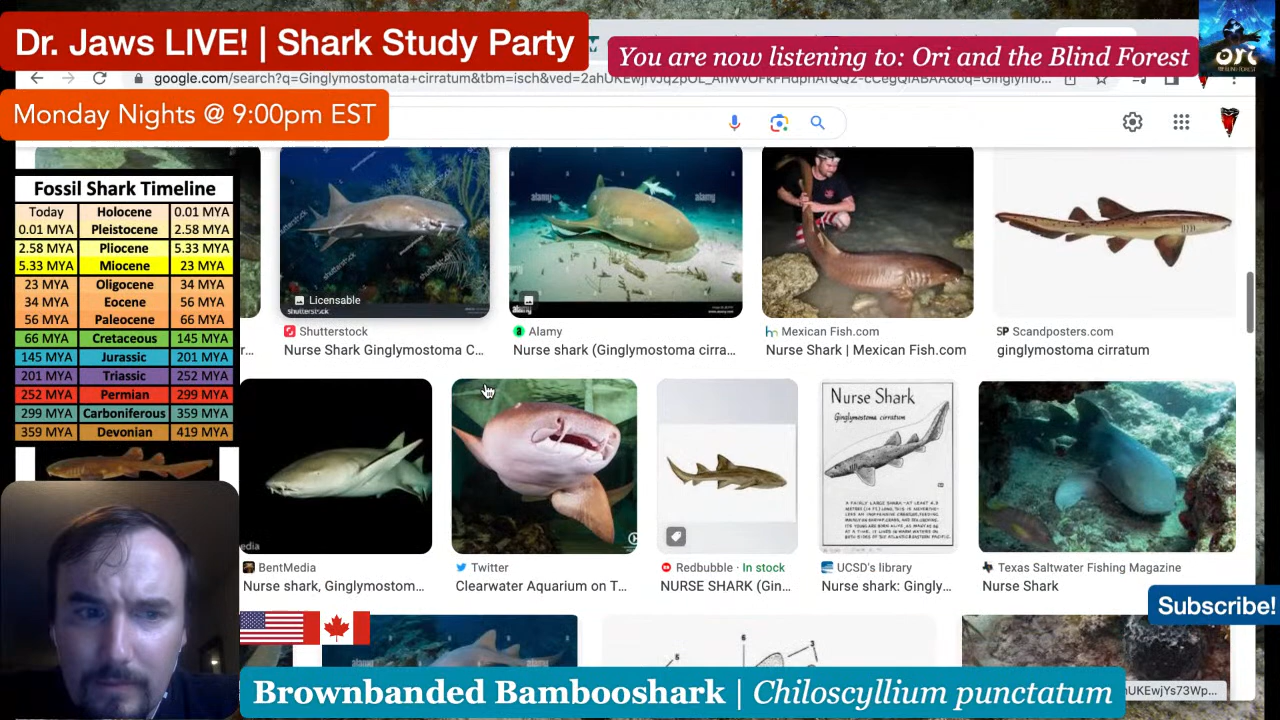 Dr. Jaws LIVE! | Shark Study Party
You are now listening to: Ori and the Blind Forest
ori
Monday Nights @ 9:00pm EST
Fossil Shark Timeline
Today Holocene 0.01 MYA
0.01 MYA Pleistocene 2.58 MYA
2.58 MYA Pliocene 5.33 MYA
5.33 MYA Miocene 23 MYA
23 MYA Oligocene 34 MYA
34 MYA Eocene 56 MYA
56 MYA Paleocene 66 MYA
66 MYA Cretaceous 145 MYA
145 MYA Jurassic 201 MYA
201 MYA Triassic 252 MYA
252 MYA Permian 299 MYA
299 MYA Carboniferous 359 MYA
359 MYA Devonian 419 MYA
Licensable
shutterstock
alamy
Shutterstock
Nurse Shark Ginglymostoma C...
Alamy
Nurse shark (Ginglymostoma cirra...
Mexican Fish.com
Nurse Shark | Mexican Fish.com
Scandposters.com
ginglymostoma cirratum
Nurse Shark
Ginglymostoma cirratum
BentMedia
Nurse shark, Ginglymostom...
Twitter
Clearwater Aquarium on T...
Redbubble · In stock
NURSE SHARK (Gin...
UCSD's library
Nurse shark: Gingly...
Texas Saltwater Fishing Magazine
Nurse Shark
Subscribe!
Brownbanded Bambooshark | Chiloscyllium punctatum